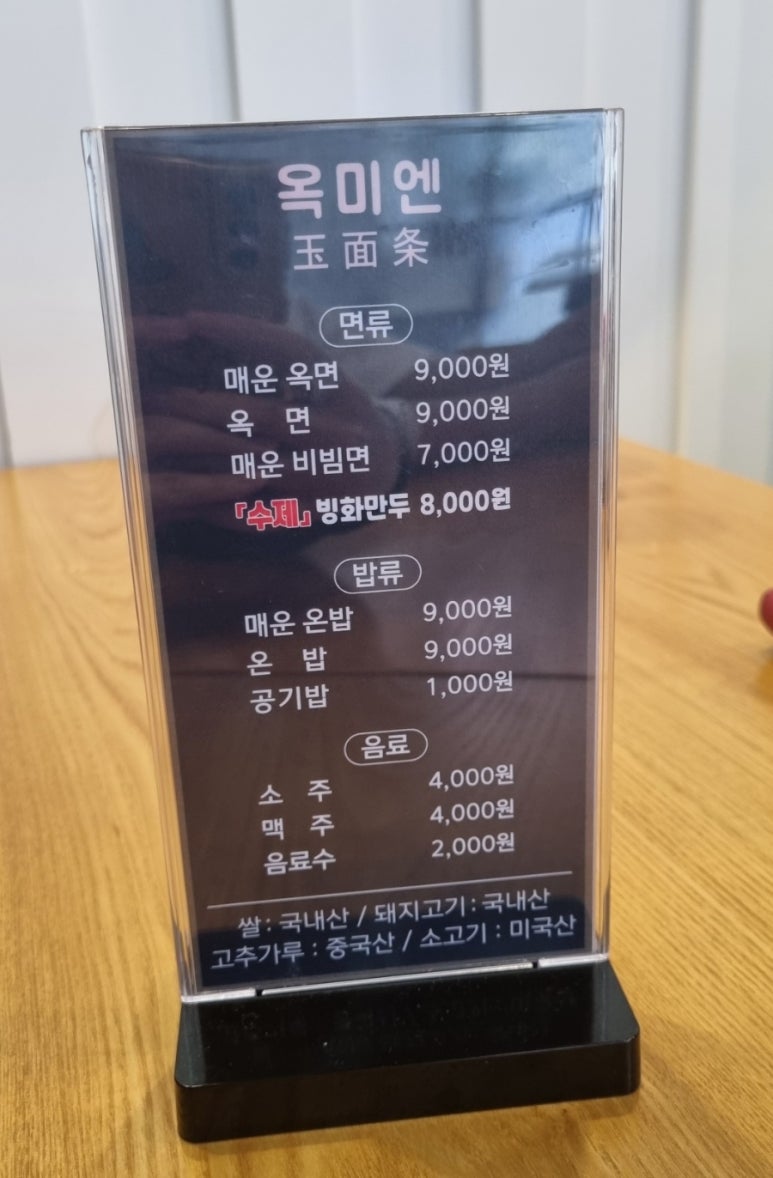 옥미엔
玉面条
면류
매운 옥면 9,000원
옥 면 9,000원
매운 비빔면 7,000원
「수제」 빙화만두 8,000원
밥류
매운 온밥 9,000원
온 밥 9,000원
공기밥 1,000원
음료
소 주 4,000원
맥 주 4,000원
음료수 2,000원
쌀 : 국내산 / 돼지고기 : 국내산
고추가루 : 중국산 / 소고기 : 미국산